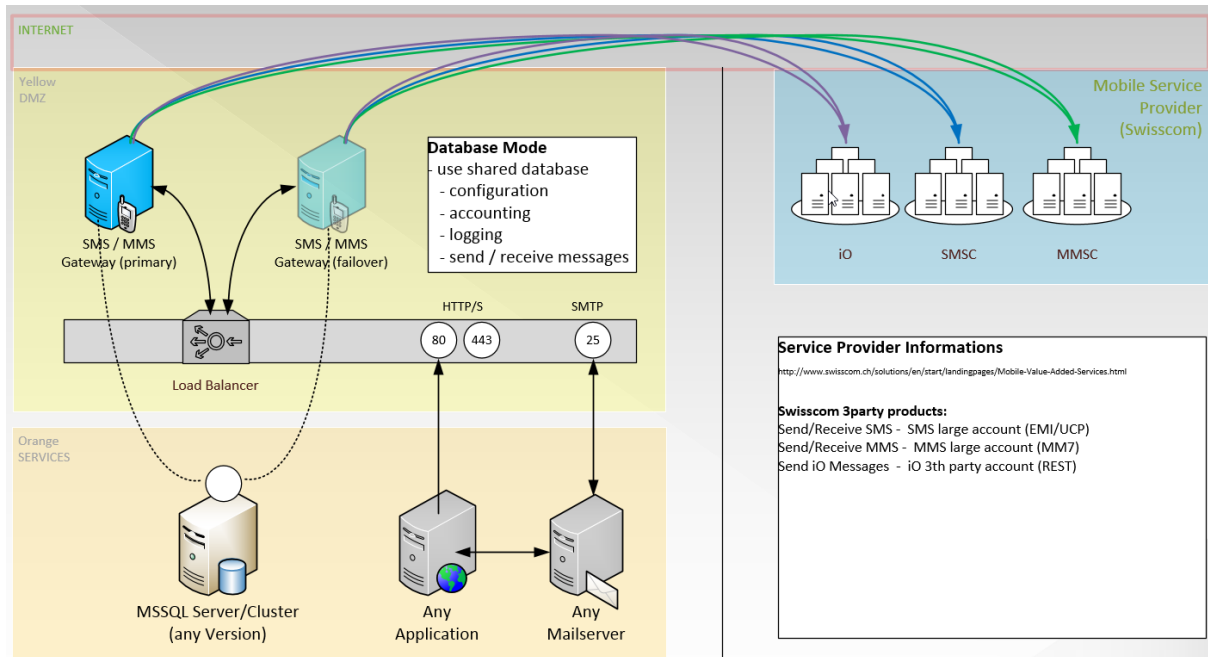 INTERNET
Yellow
DMZ
SMS / MMS
Gateway (primary)
SMS / MMS
Gateway (failover)
Database Mode
- use shared database
- configuration
- accounting
- logging
- send / receive messages
HTTP/S
SMTP
80
443
25
Load Balancer
Mobile Service
Provider
(Swisscom)
iO
SMSC
MMSC
Orange
SERVICES
MSSQL Server/Cluster
(any Version)
Any
Application
Any
Mailserver
Service Provider Informations
http://www.swisscom.ch/solutions/en/start/landingpages/Mobile-Value-Added-Services.html
Swisscom 3party products:
Send/Receive SMS - SMS large account (EMI/UCP)
Send/Receive MMS - MMS large account (MM7)
Send iO Messages - iO 3th party account (REST)